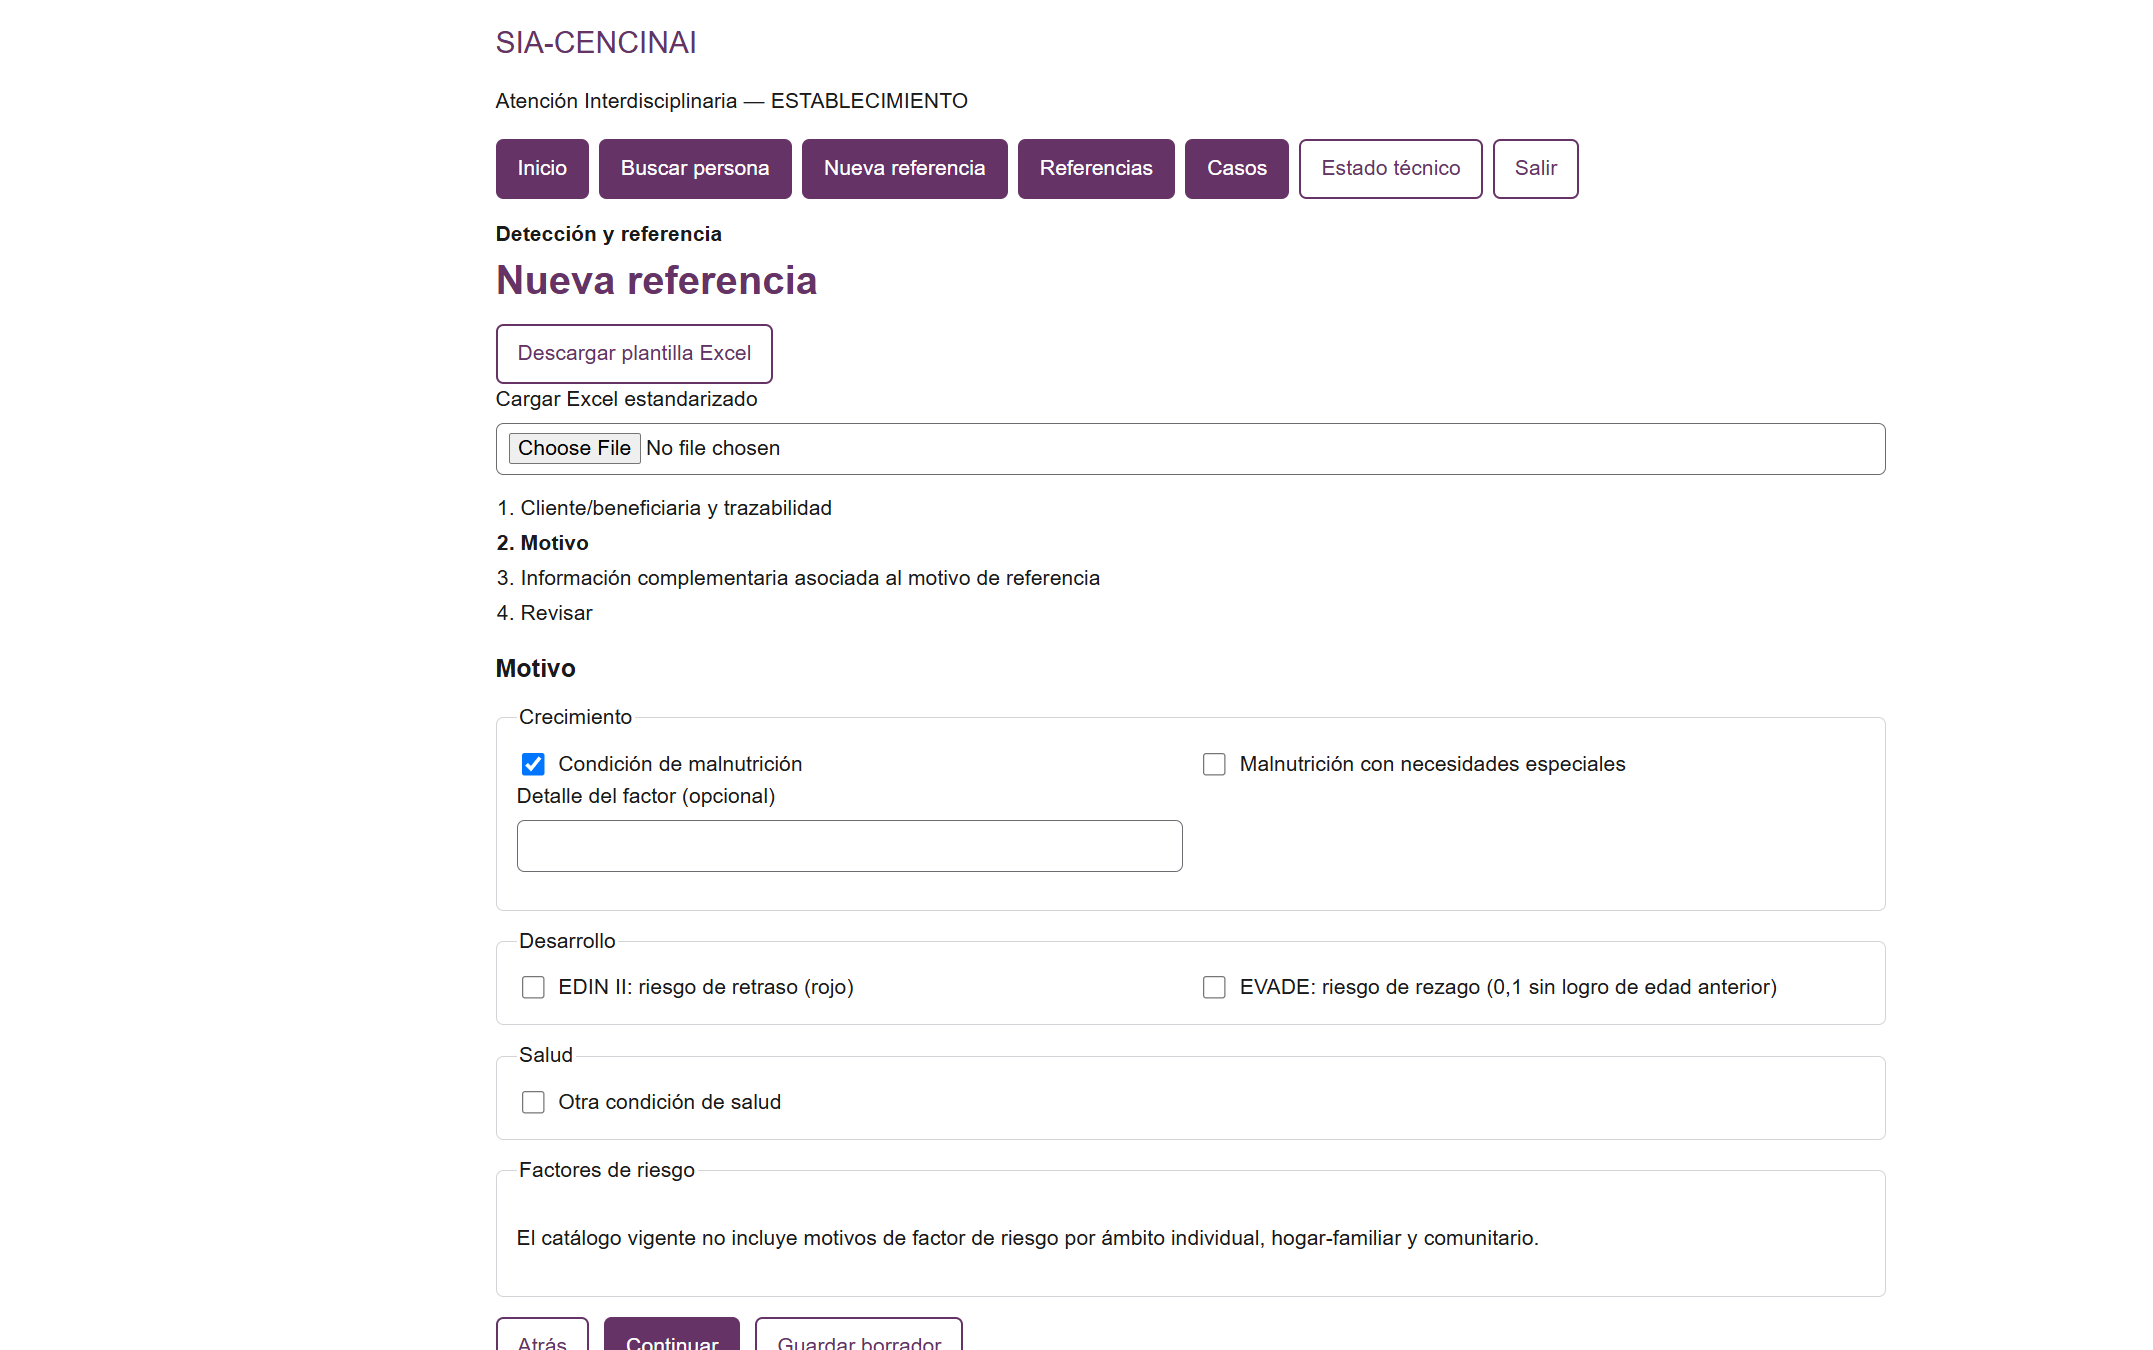 SIA-CENCINAI
Atención Interdisciplinaria — ESTABLECIMIENTO
Inicio Buscar persona Nueva referencia Referencias Casos Estado técnico Salir
Detección y referencia
Nueva referencia
Descargar plantilla Excel
Cargar Excel estandarizado
Choose File No file chosen
1. Cliente/beneficiaria y trazabilidad
2. Motivo
3. Información complementaria asociada al motivo de referencia
4. Revisar
Motivo
Crecimiento
Condición de malnutrición Malnutrición con necesidades especiales
Detalle del factor (opcional)
Desarrollo
EDIN II: riesgo de retraso (rojo) EVADE: riesgo de rezago (0,1 sin logro de edad anterior)
Salud
Otra condición de salud
Factores de riesgo
El catálogo vigente no incluye motivos de factor de riesgo por ámbito individual, hogar-familiar y comunitario.
Atrás Continuar Guardar borrador